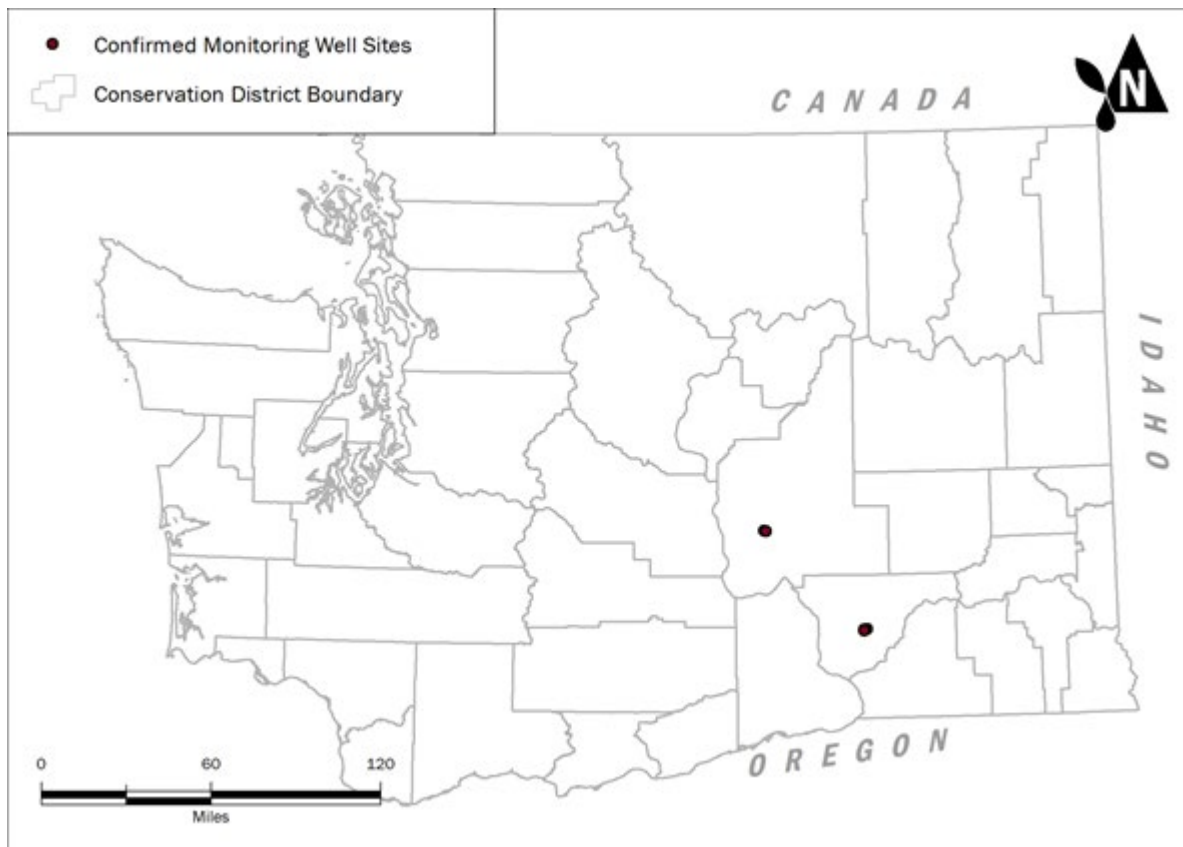 Confirmed Monitoring Well Sites
Conservation District Boundary
N
CANADA
IDAHO
OREGON
0 60 120
Miles